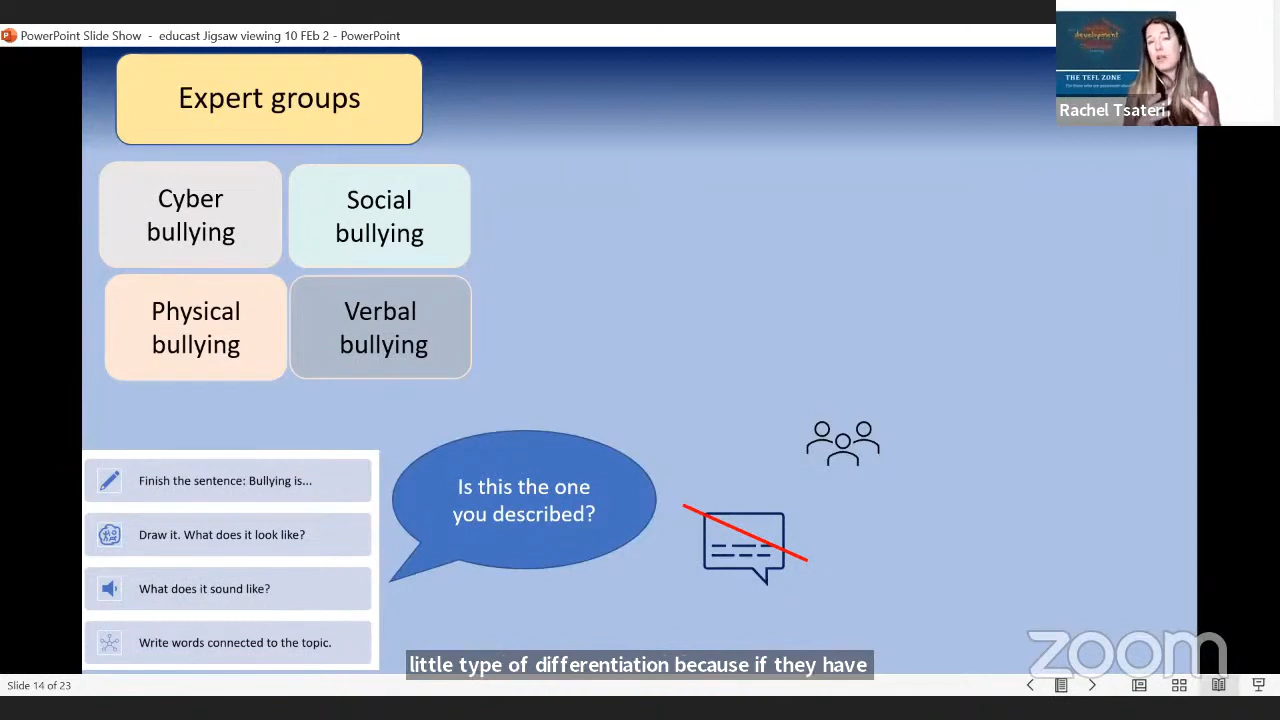 PowerPoint Slide Show - educast Jigsaw viewing 10 FEb 2 - PowerPoint
development
THE TEFL ZONE
Rachel Tsateri
Expert groups
Cyber
bullying
Social
bullying
Physical
bullying
Verbal
bullying
Finish the sentence: Bullying is...
Draw it. What does it look like?
What does it sound like?
Write words connected to the topic.
Is this the one
you described?
little type of differentiation because if they have
zoom
Slide 14 of 23